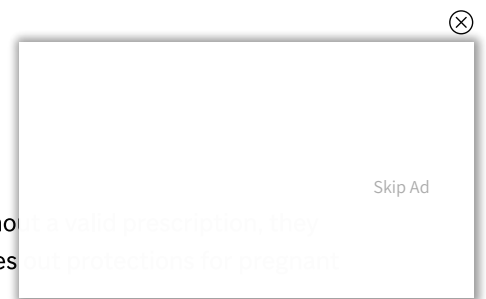 Skip Ad
out a valid prescription, they
es out protections for pregnant